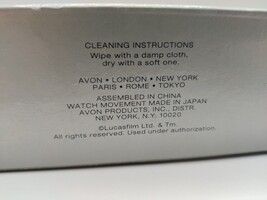 CLEANING INSTRUCTIONS
Wipe with a damp cloth,
dry with a soft one.
AVON • LONDON • NEW YORK
PARIS • ROME • TOKYO
ASSEMBLED IN CHINA
WATCH MOVEMENT MADE IN JAPAN
AVON PRODUCTS, INC., DISTR.
NEW YORK, N.Y. 10020
©Lucasfilm Ltd. & Tm.
All rights reserved. Used under authorization.